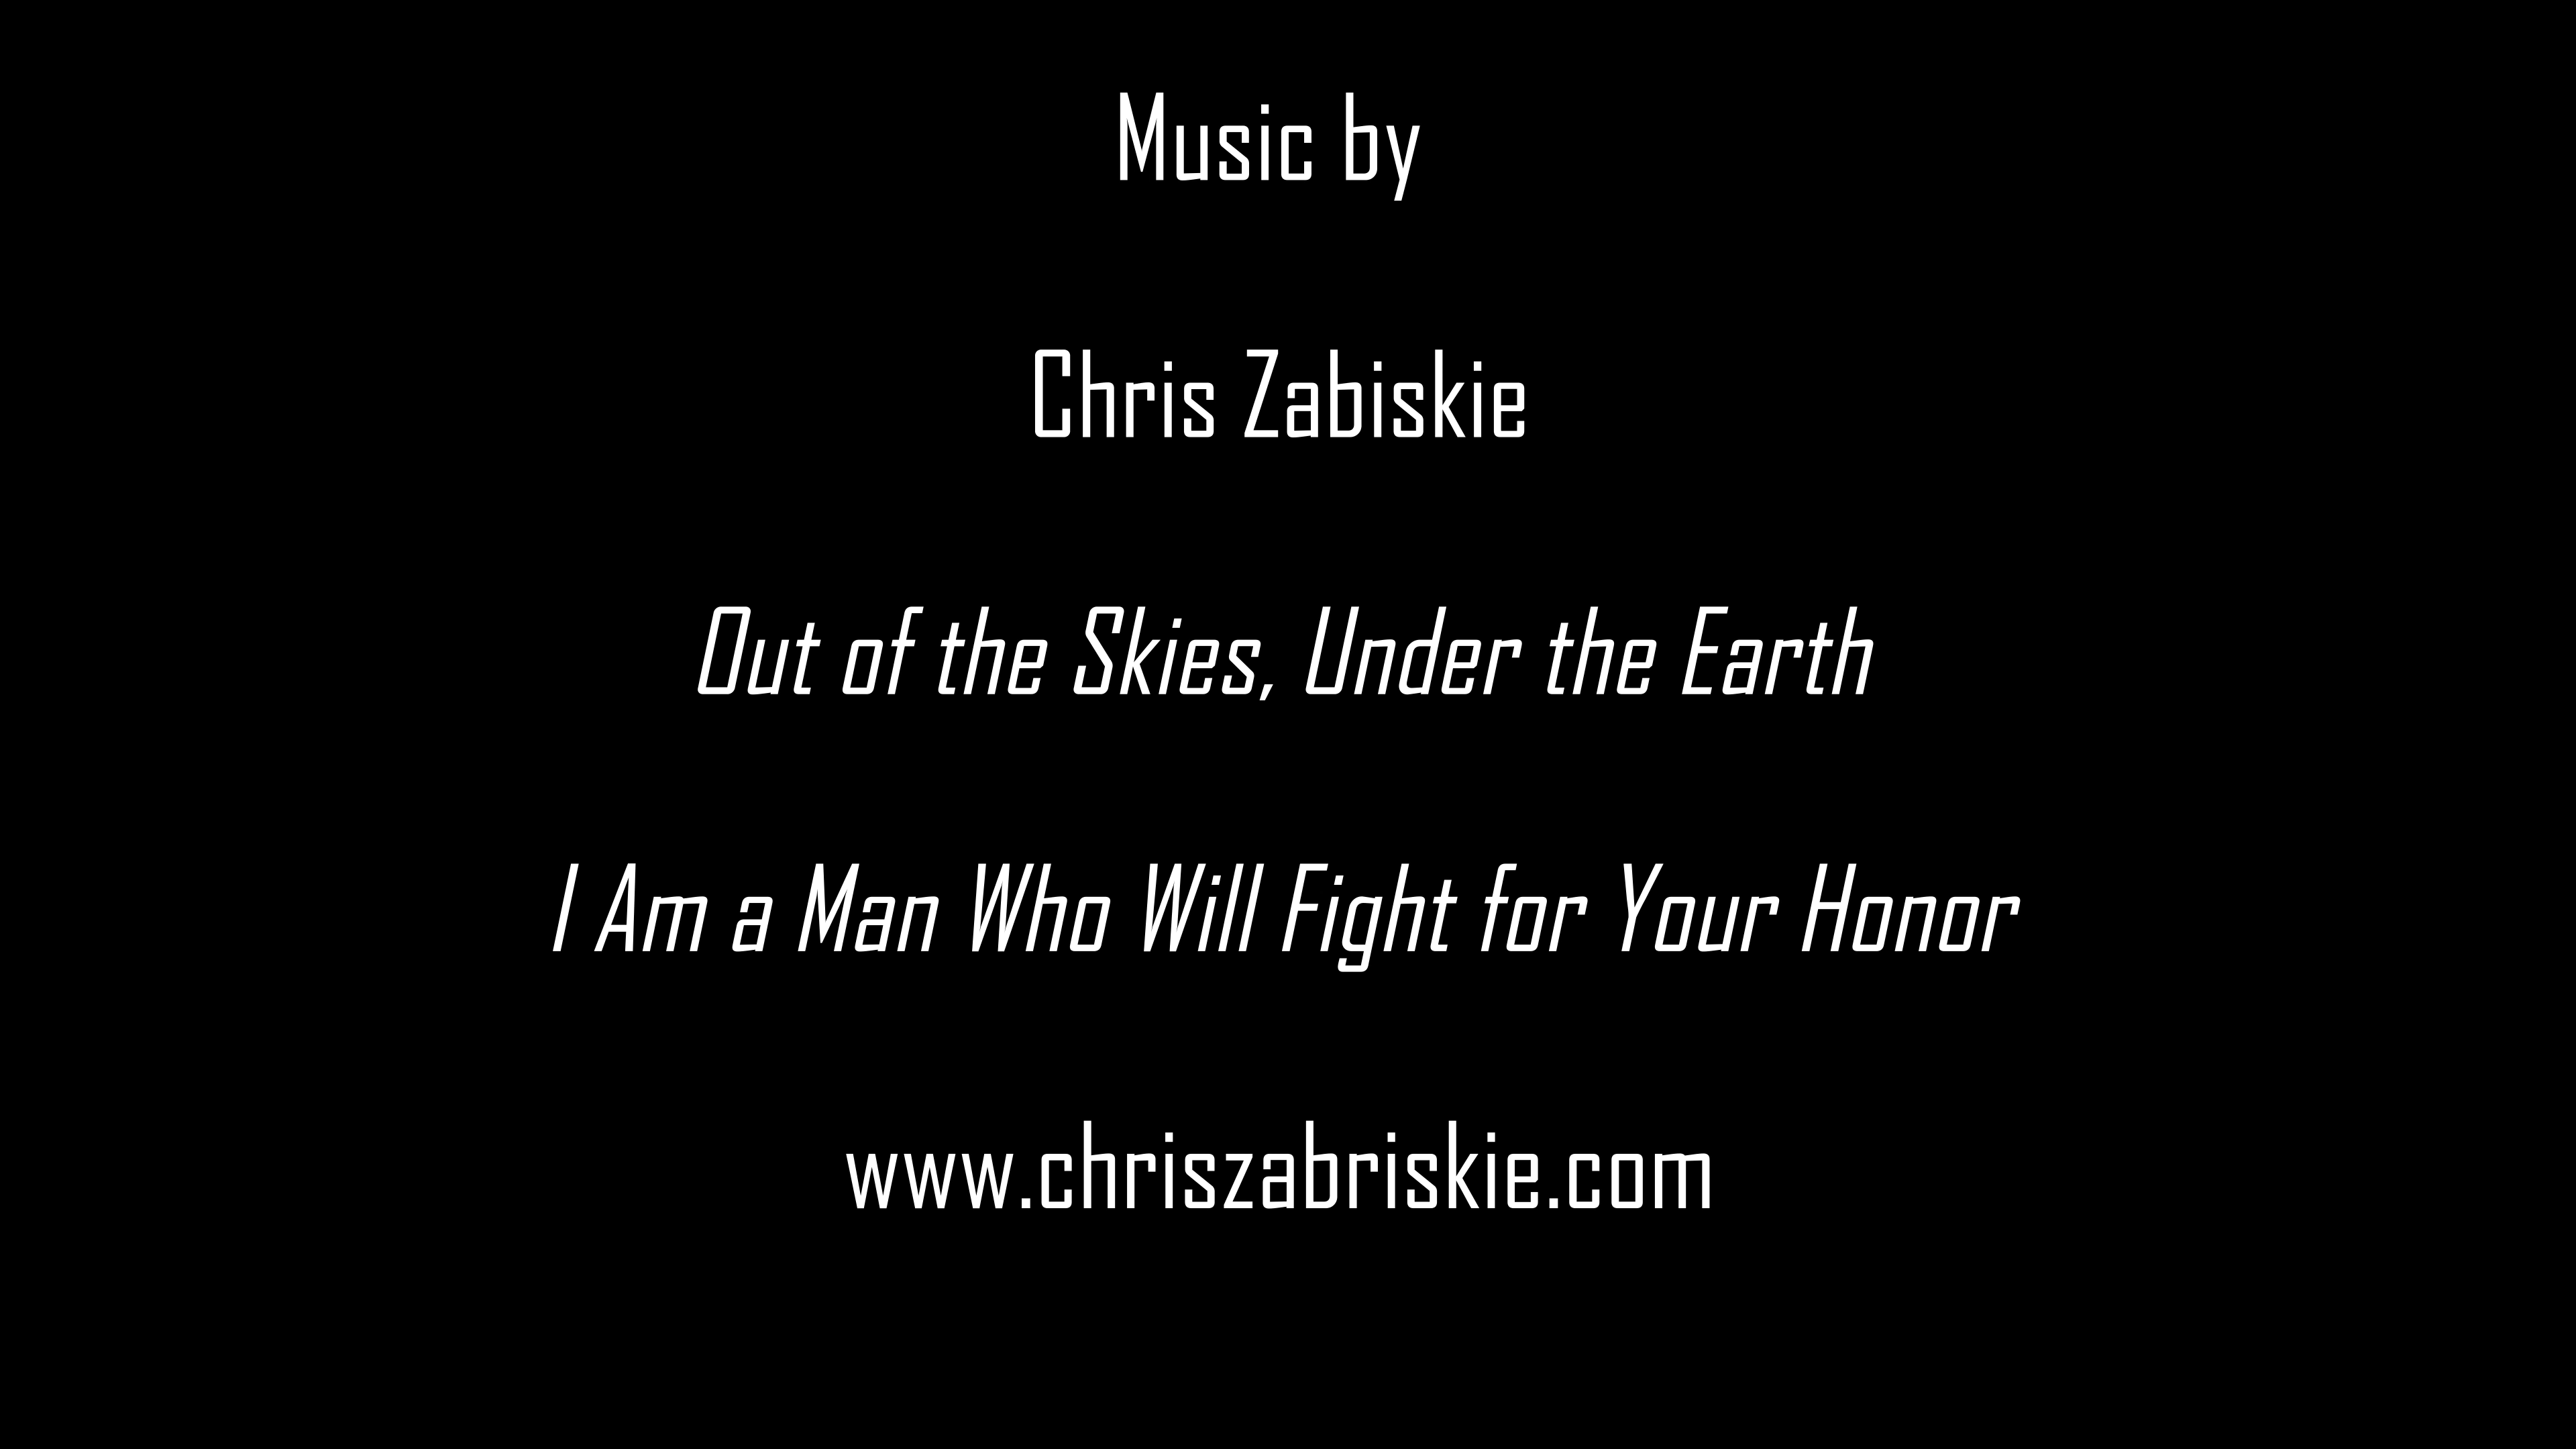 Music by
Chris Zabiskie
Out of the Skies, Under the Earth
I Am a Man Who Will Fight for Your Honor
www.chriszabriskie.com